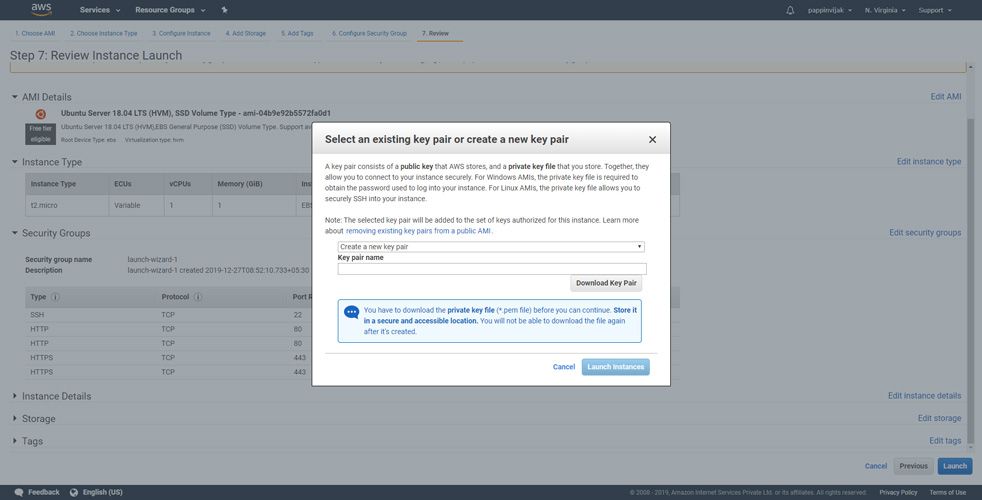 aws
Services
Resource Groups
pappinvijak
N. Virginia
Support
1. Choose AMI
2. Choose Instance Type
3. Configure Instance
4. Add Storage
5. Add Tags
6. Configure Security Group
7. Review
Step 7: Review Instance Launch
AMI Details
Edit AMI
Ubuntu Server 18.04 LTS (HVM), SSD Volume Type - ami-04b9e92b5572fa0d1
Free tier
eligible
Ubuntu Server 18.04 LTS (HVM),EBS General Purpose (SSD) Volume Type. Support
Root Device Type: ebs Virtualization type: hvm
Instance Type
Edit instance type
Instance Type
ECUs
vCPUs
Memory (GiB)
t2.micro
Variable
1
1
Security Groups
Edit security groups
Security group name
launch-wizard-1
Description
launch-wizard-1 created 2019-12-27T08:52:10.733+05:30
Type
Protocol
Port
SSH
TCP
22
HTTP
TCP
80
HTTP
TCP
80
HTTPS
TCP
443
HTTPS
TCP
443
Instance Details
Edit instance details
Storage
Edit storage
Tags
Edit tags
Cancel
Previous
Launch
Select an existing key pair or create a new key pair
A key pair consists of a public key that AWS stores, and a private key file that you store. Together, they
allow you to connect to your instance securely. For Windows AMIs, the private key file is required to
obtain the password used to log into your instance. For Linux AMIs, the private key file allows you to
securely SSH into your instance.
Note: The selected key pair will be added to the set of keys authorized for this instance. Learn more
about removing existing key pairs from a public AMI.
Create a new key pair
Key pair name
Download Key Pair
You have to download the private key file (*.pem file) before you can continue. Store it
in a secure and accessible location. You will not be able to download the file again
after it's created.
Cancel
Launch Instances
Feedback
English (US)
© 2008 - 2019, Amazon Internet Services Private Ltd. or its affiliates. All rights reserved.
Privacy Policy
Terms of Use